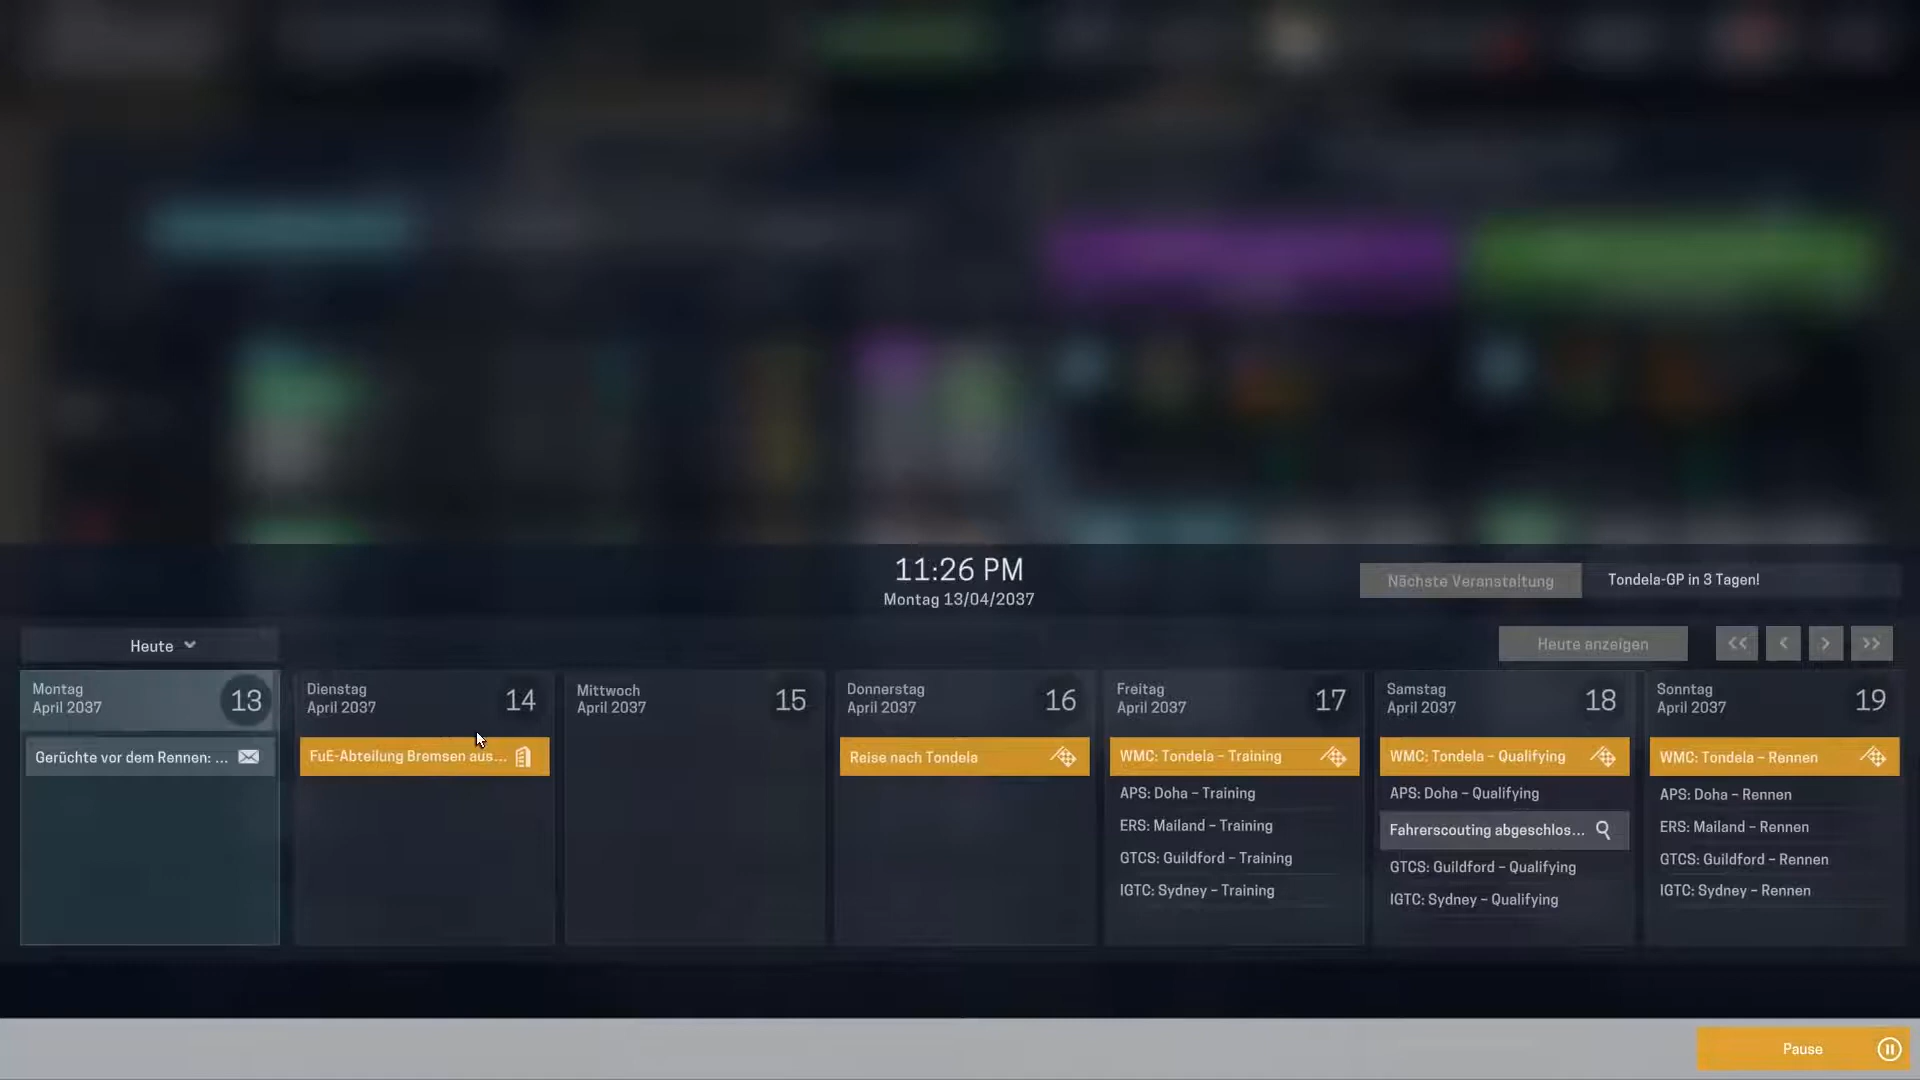 11:26 PM
Montag 13/04/2037
Nächste Veranstaltung
Tondela-GP in 3 Tagen!
Heute
Heute anzeigen
<<
<
>
>>
Montag
April 2037
13
Gerüchte vor dem Rennen: ...
Dienstag
April 2037
14
FuE-Abteilung Bremsen aus...
Mittwoch
April 2037
15
Donnerstag
April 2037
16
Reise nach Tondela
Freitag
April 2037
17
WMC: Tondela – Training
APS: Doha – Training
ERS: Mailand – Training
GTCS: Guildford – Training
IGTC: Sydney – Training
Samstag
April 2037
18
WMC: Tondela – Qualifying
APS: Doha – Qualifying
Fahrerscouting abgeschlos...
GTCS: Guildford – Qualifying
IGTC: Sydney – Qualifying
Sonntag
April 2037
19
WMC: Tondela – Rennen
APS: Doha – Rennen
ERS: Mailand – Rennen
GTCS: Guildford – Rennen
IGTC: Sydney – Rennen
Pause